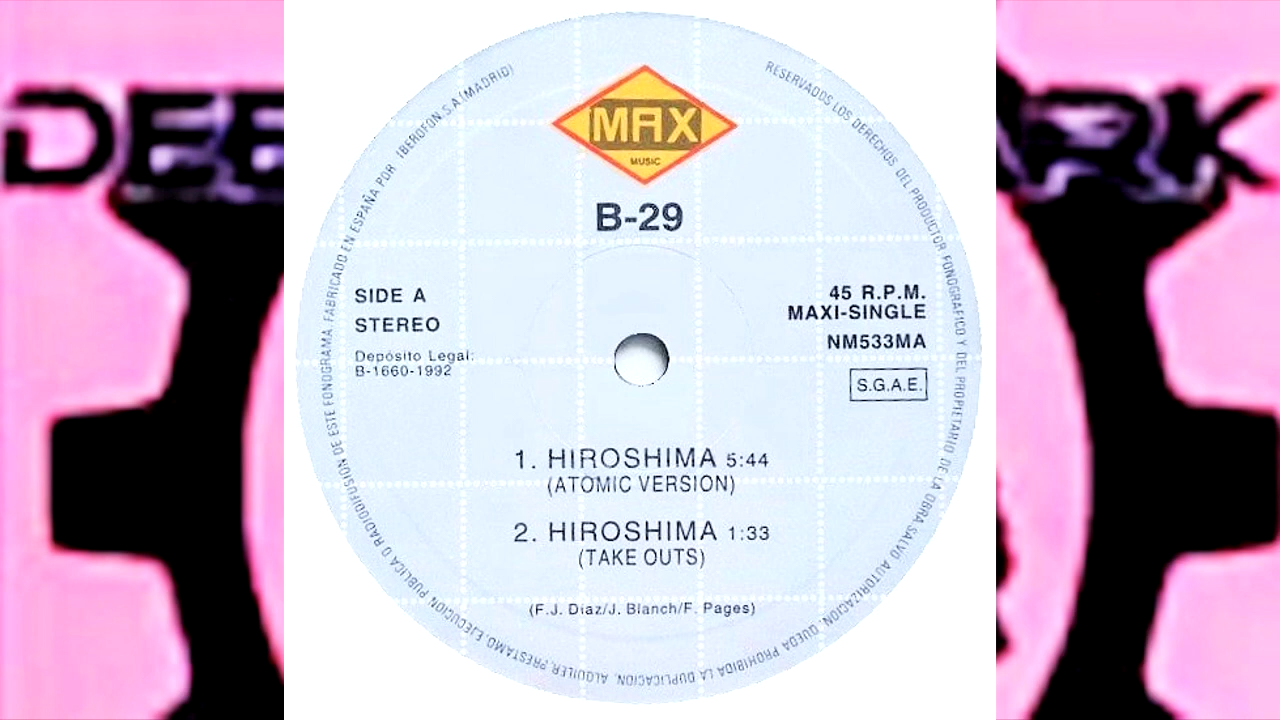 DEE
ARK
MAX
MUSIC
B-29
SIDE A
STEREO
Depósito Legal:
B-1660-1992
45 R.P.M.
MAXI-SINGLE
NM533MA
S.G.A.E.
1. HIROSHIMA 5:44
(ATOMIC VERSION)
2. HIROSHIMA 1:33
(TAKE OUTS)
(F.J. Diaz/J. Blanch/F. Pages)
RESERVADOS LOS DERECHOS DEL PRODUCTOR FONOGRAFICO Y DEL PROPIETARIO DE LA OBRA. SALVO AUTORIZACION, QUEDA PROHIBIDA LA DUPLICACION, ALQUILER, PRESTAMO, EJECUCION PUBLICA O RADIODIFUSION DE ESTE FONOGRAMA. FABRICADO EN ESPAÑA POR IBEROFON, S.A. (MADRID)